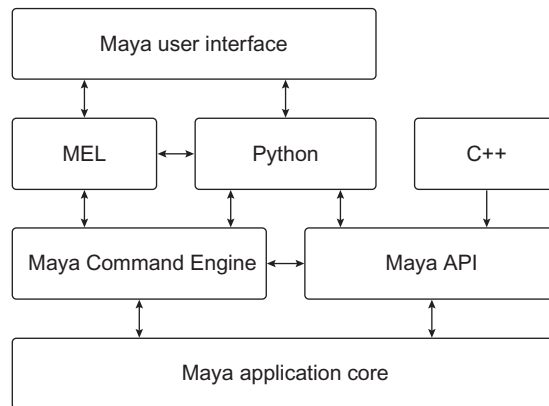 Maya user interface
MEL
Python
C++
Maya Command Engine
Maya API
Maya application core